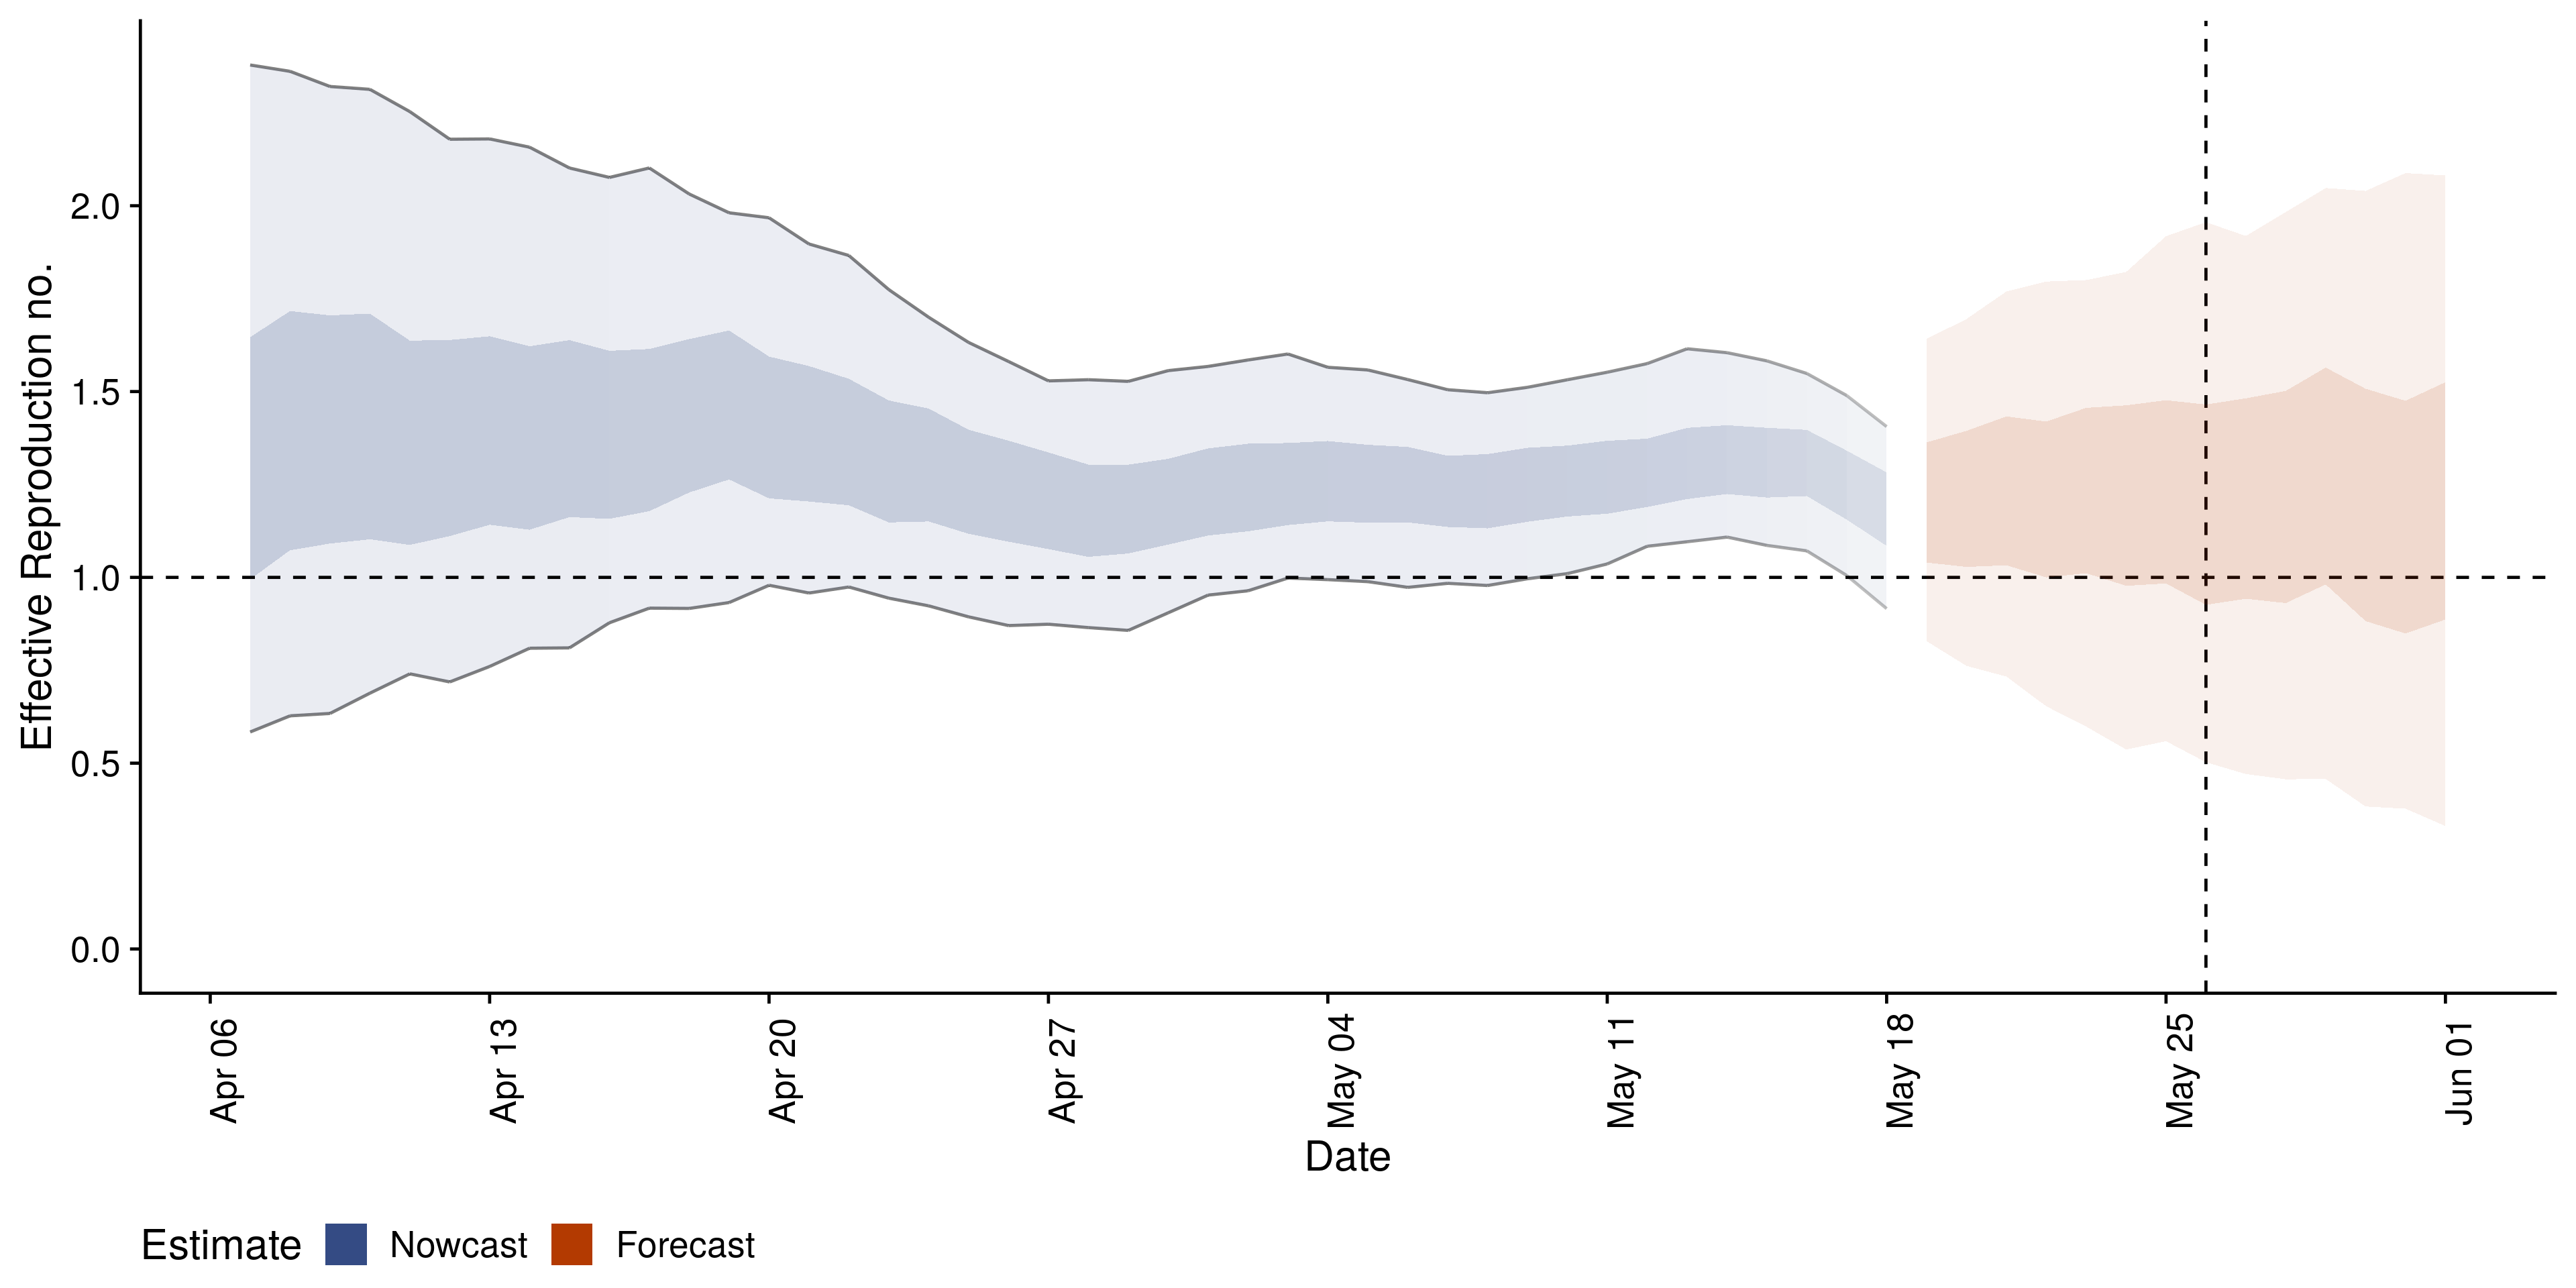 Effective Reproduction no.
2.0
1.5
1.0
0.5
0.0
Apr 06
Apr 13
Apr 20
Apr 27
May 04
May 11
May 18
May 25
Jun 01
Date
Estimate Nowcast Forecast